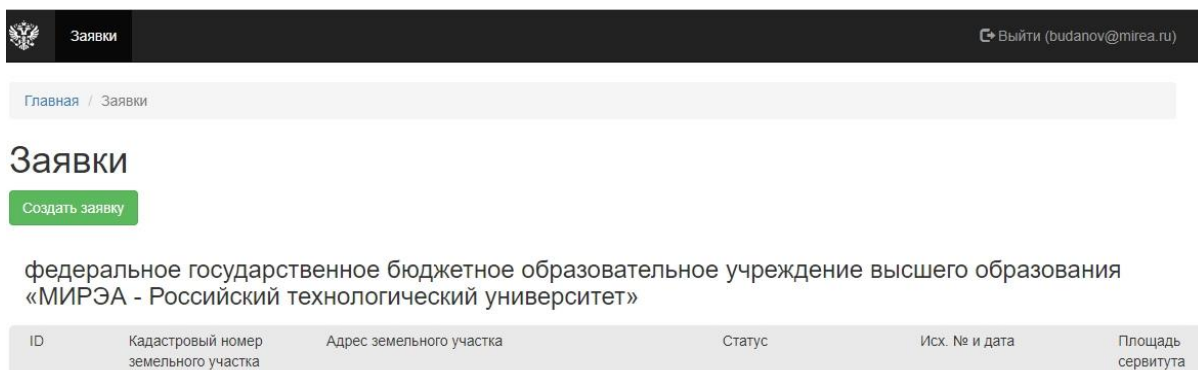 Заявки
Выйти (budanov@mirea.ru)
Главная / Заявки
Заявки
Создать заявку
федеральное государственное бюджетное образовательное учреждение высшего образования
«МИРЭА - Российский технологический университет»
ID Кадастровый номер Адрес земельного участка Статус Исх. № и дата Площадь
земельного участка сервитута